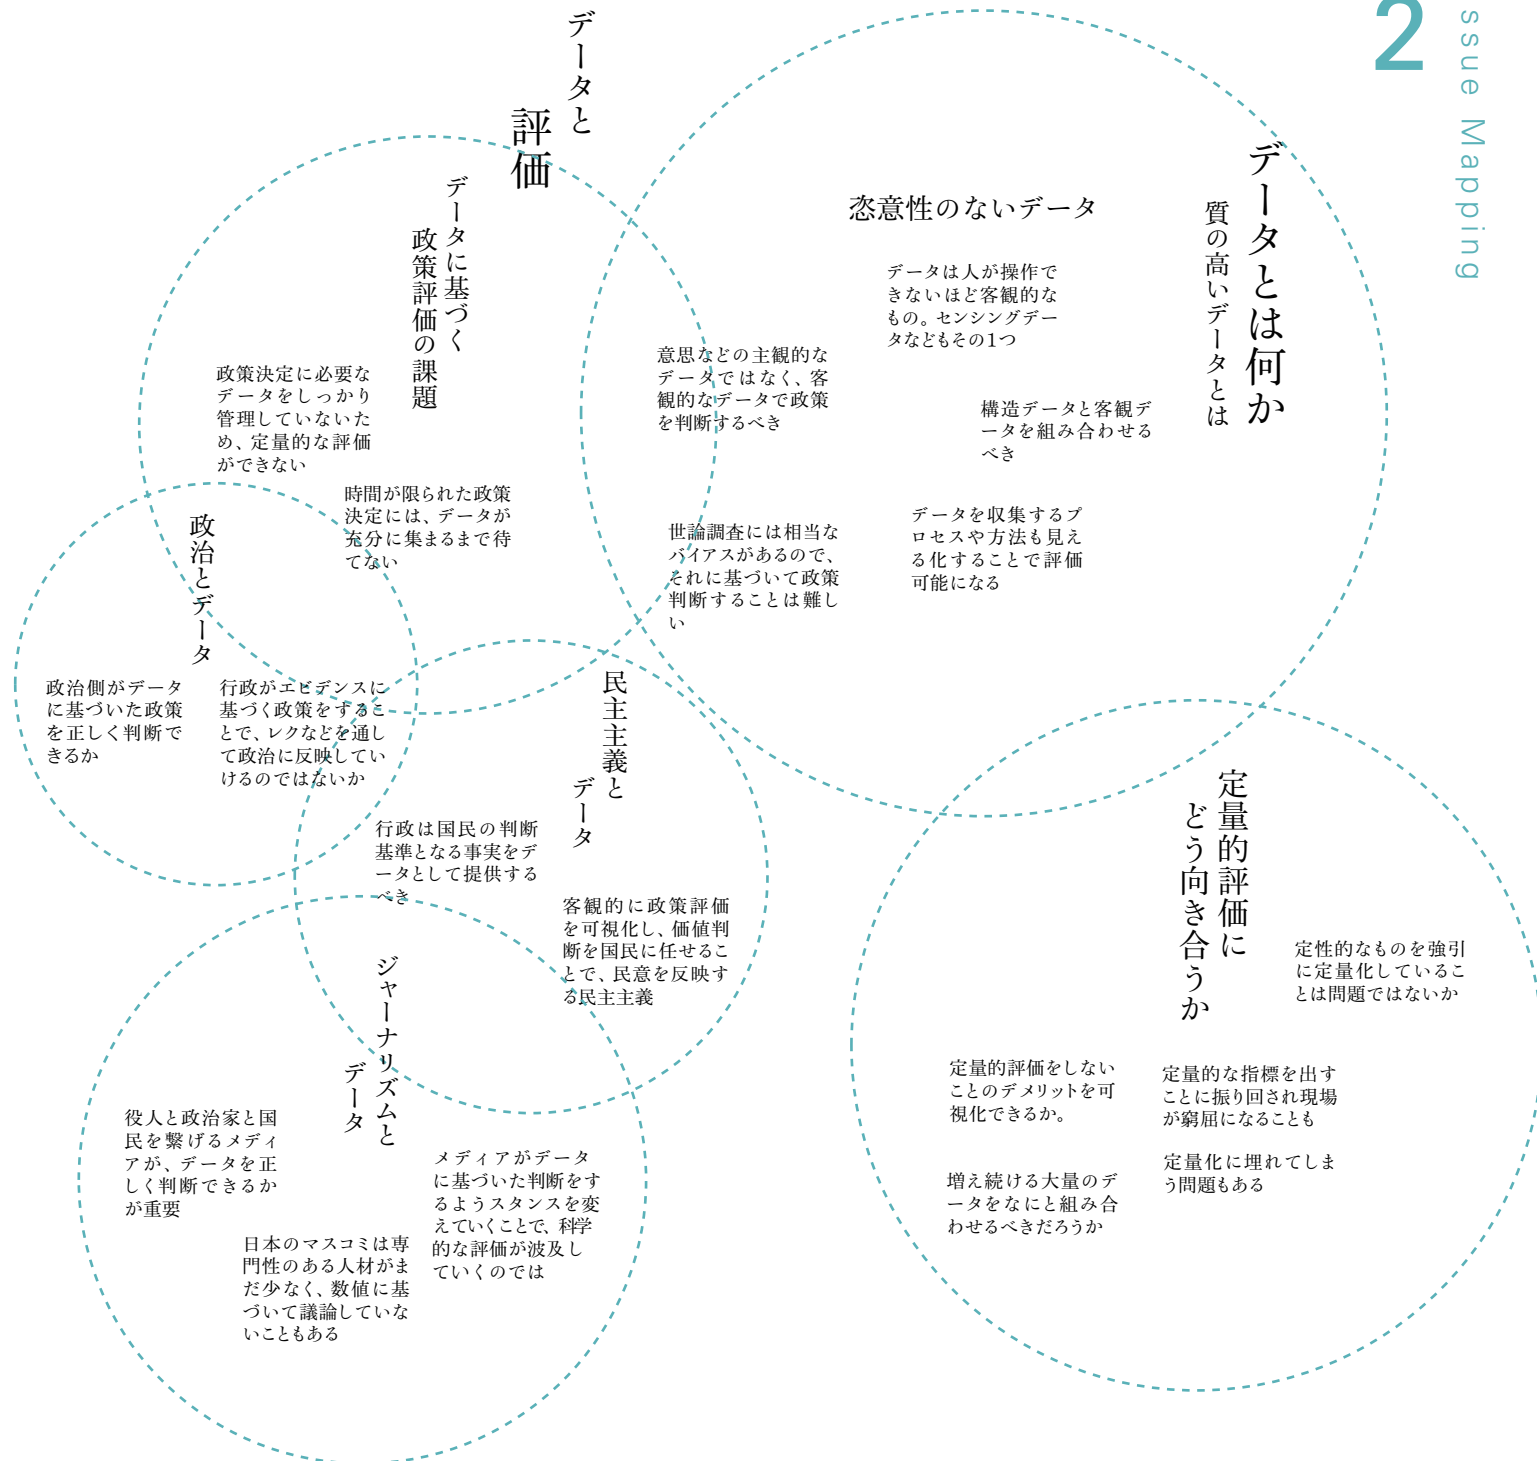 2
ssue Mapping
データとは何か
質の高いデータとは
恣意性のないデータ
データは人が操作で
きないほど客観的な
もの。センシングデー
タなどもその1つ
構造データと客観デ
ータを組み合わせる
べき
データを収集するプ
ロセスや方法も見え
る化することで評価
可能になる
意思などの主観的な
データではなく、客
観的なデータで政策
を判断するべき
世論調査には相当な
バイアスがあるので、
それに基づいて政策
判断することは難し
い
データと
評価
データに基づく
政策評価の課題
政策決定に必要な
データをしっかり
管理していないた
め、定量的な評価
ができない
時間が限られた政策
決定には、データが
充分に集まるまで待
てない
政治とデータ
政治側がデータ
に基づいた政策
を正しく判断で
きるか
行政がエビデンスに
基づく政策をするこ
とで、レクなどを通し
て政治に反映してい
けるのではないか
民主主義と
データ
行政は国民の判断
基準となる事実をデ
ータとして提供する
べき
客観的に政策評価
を可視化し、価値判
断を国民に任せるこ
とで、民意を反映す
る民主主義
ジャーナリズムと
データ
役人と政治家と国
民を繋げるメディ
アが、データを正
しく判断できるか
が重要
メディアがデータ
に基づいた判断をす
るようスタンスを変
えていくことで、科学
的な評価が波及し
ていくのでは
日本のマスコミは専
門性のある人材がま
だ少なく、数値に基
づいて議論していな
いこともある
定量的評価に
どう向き合うか
定性的なものを強引
に定量化しているこ
とは問題ではないか
定量的評価をしない
ことのデメリットを可
視化できるか。
定量的な指標を出す
ことに振り回され現場
が窮屈になることも
定量化に埋れてしま
う問題もある
増え続ける大量のデ
ータをなにと組み合
わせるべきだろうか